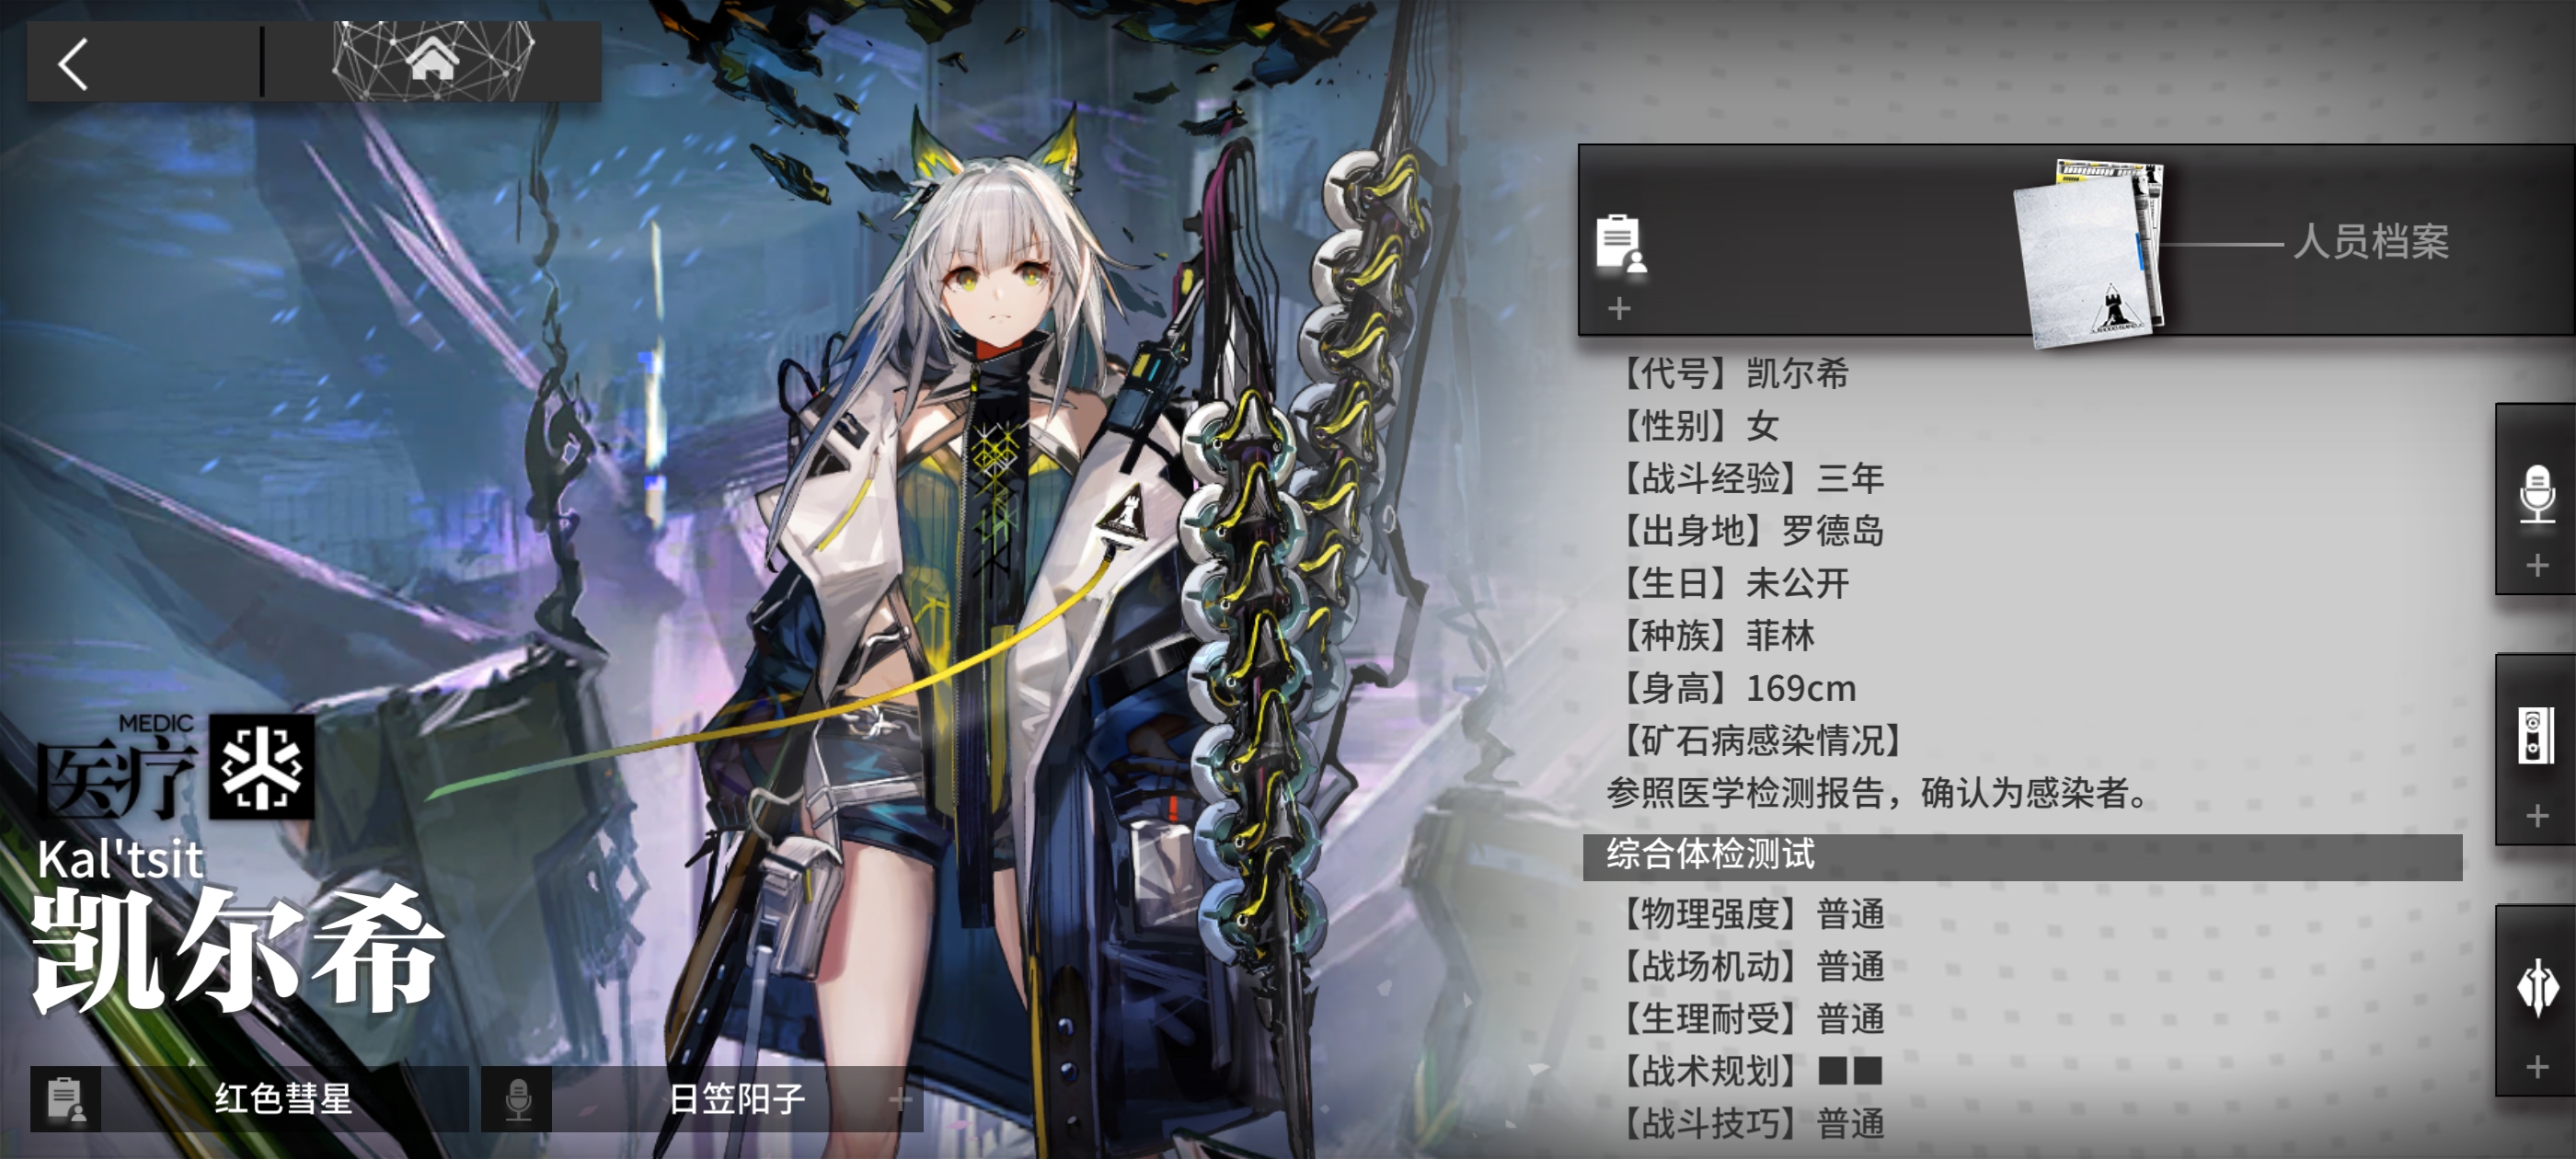 人员档案
【代号】凯尔希
【性别】女
【战斗经验】三年
【出身地】罗德岛
【生日】未公开
【种族】菲林
【身高】169cm
【矿石病感染情况】
参照医学检测报告，确认为感染者。
综合体检测试
【物理强度】普通
【战场机动】普通
【生理耐受】普通
【战术规划】■■
【战斗技巧】普通
MEDIC
医疗
Kal'tsit
凯尔希
红色彗星
日笠阳子